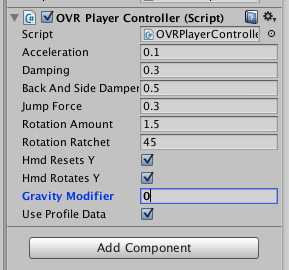 OVR Player Controller (Script)
Script OVRPlayerControlle
Acceleration 0.1
Damping 0.3
Back And Side Damper 0.5
Jump Force 0.3
Rotation Amount 1.5
Rotation Ratchet 45
Hmd Resets Y
Hmd Rotates Y
Gravity Modifier 0
Use Profile Data
Add Component